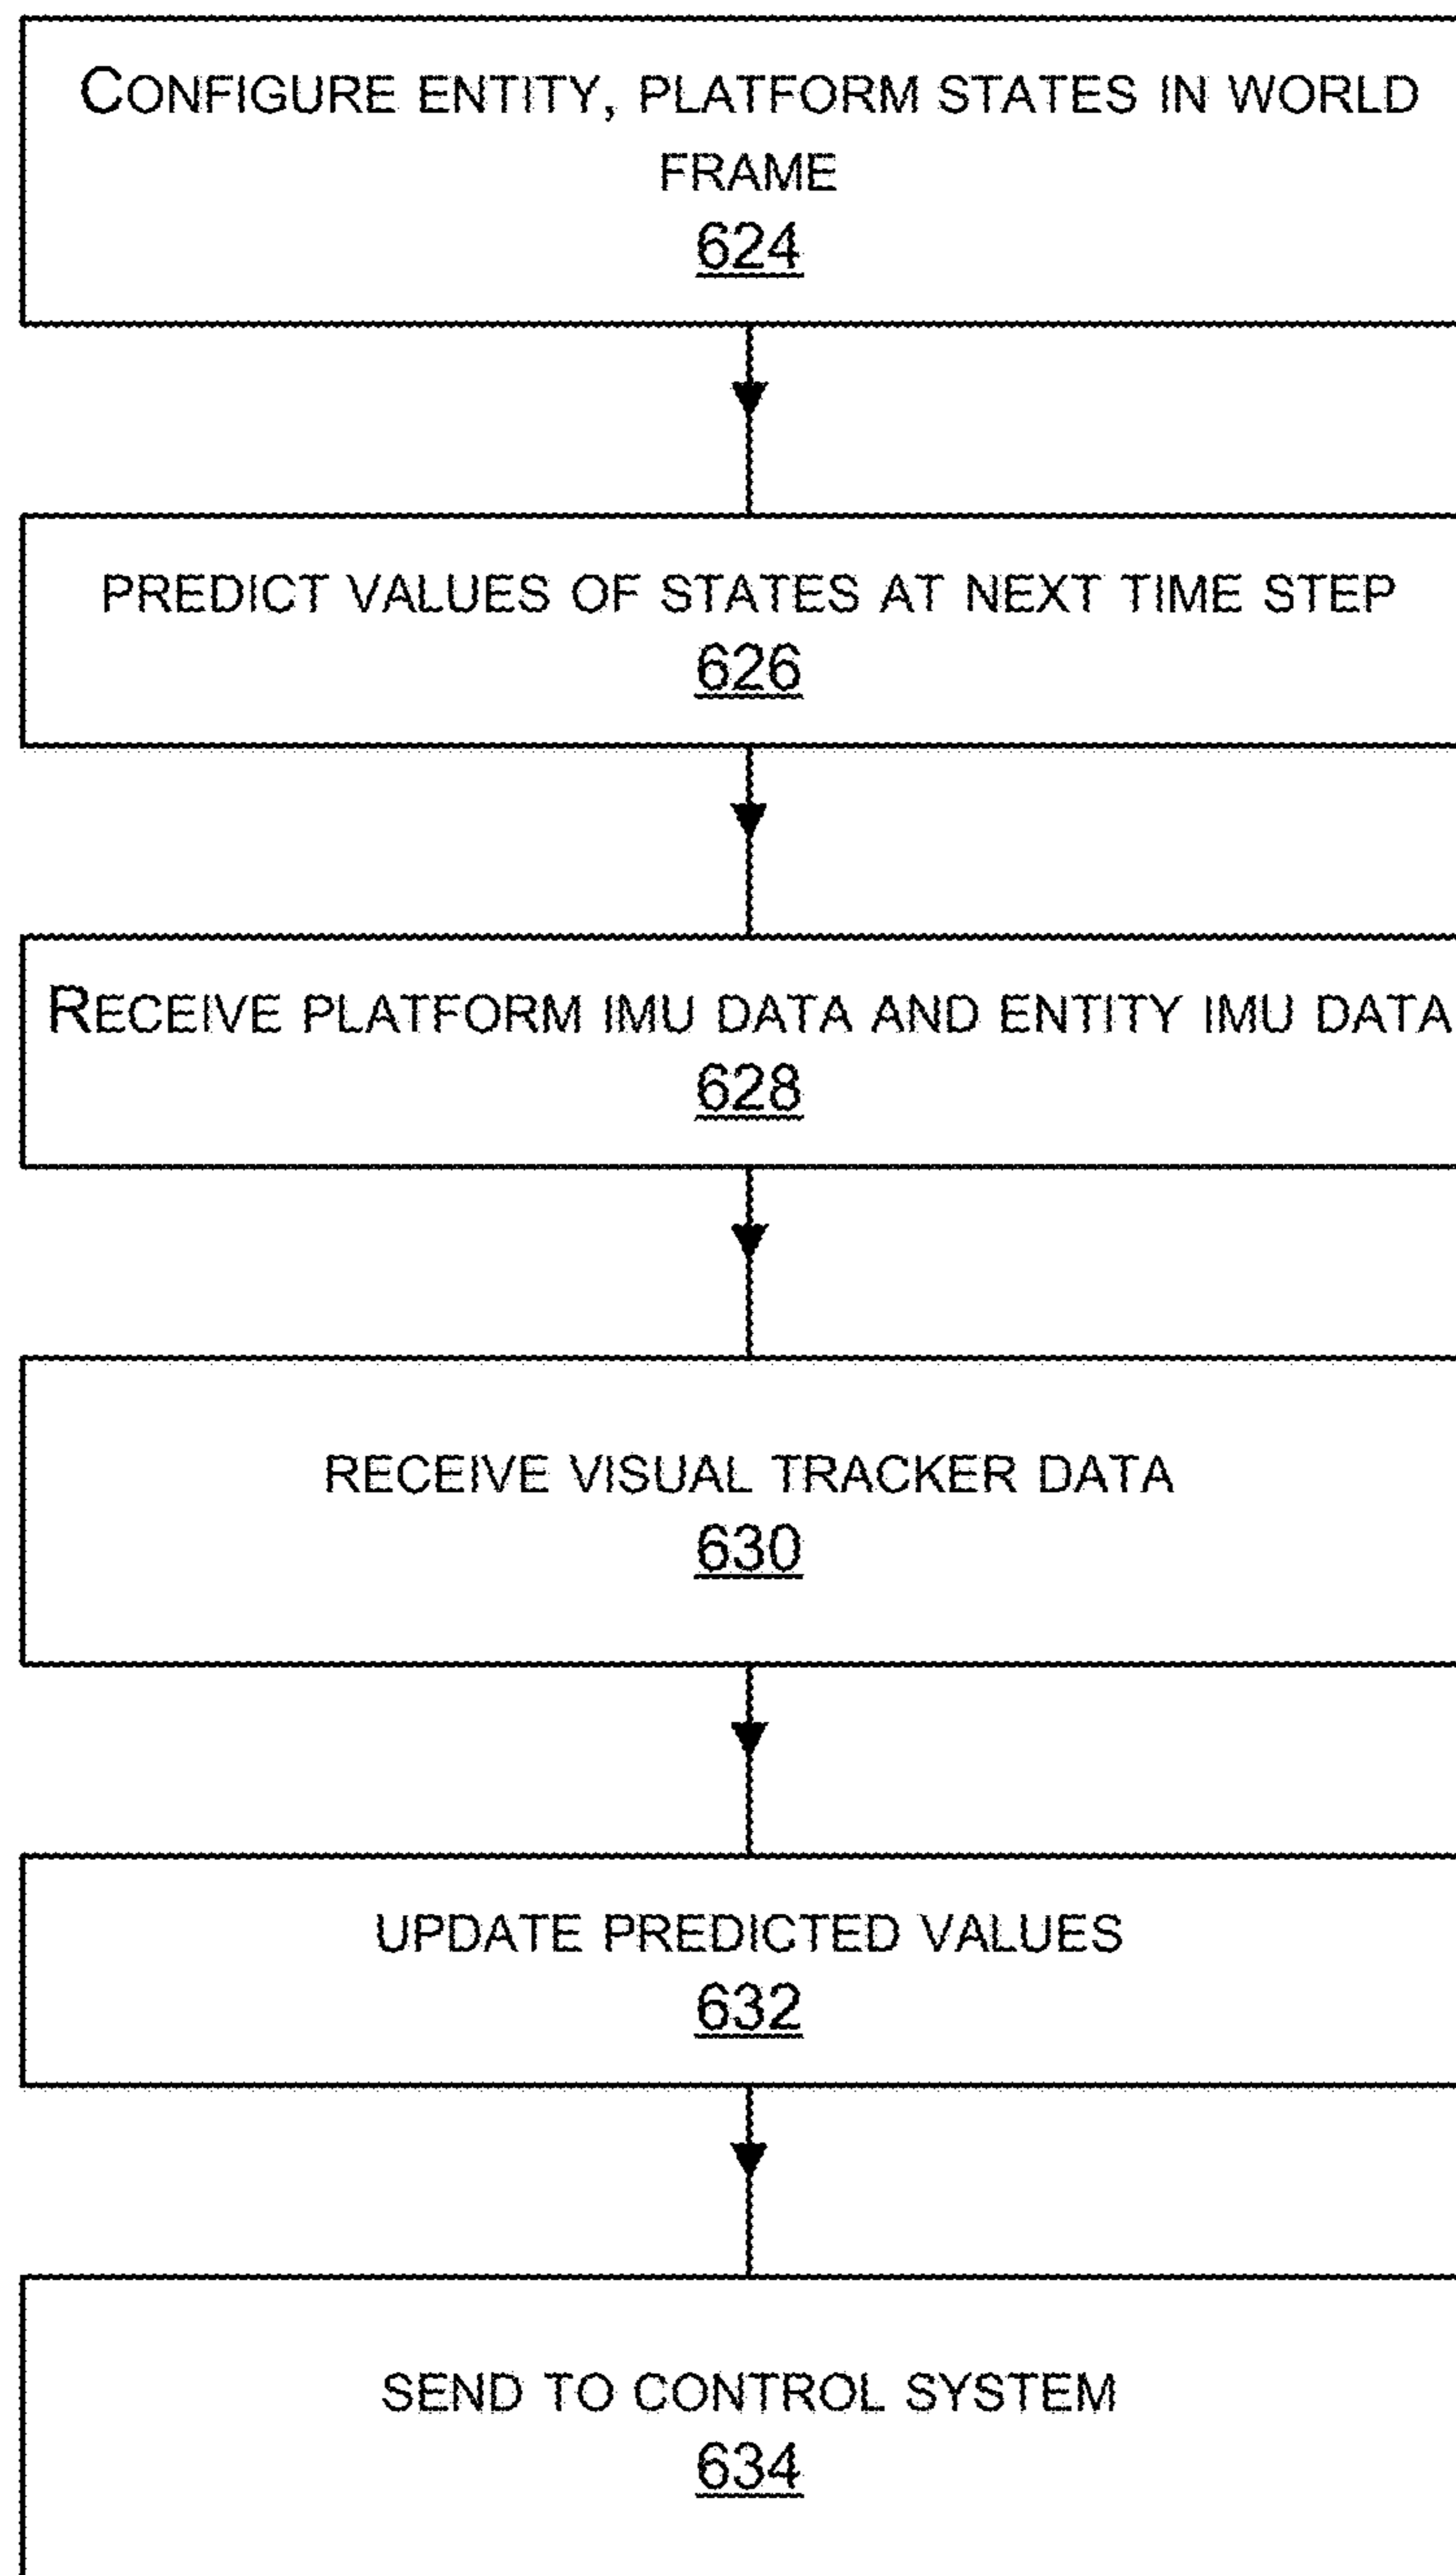 CONFIGURE ENTITY, PLATFORM STATES IN WORLD
FRAME
624
PREDICT VALUES OF STATES AT NEXT TIME STEP
626
RECEIVE PLATFORM IMU DATA AND ENTITY IMU DATA
628
RECEIVE VISUAL TRACKER DATA
630
UPDATE PREDICTED VALUES
632
SEND TO CONTROL SYSTEM
634